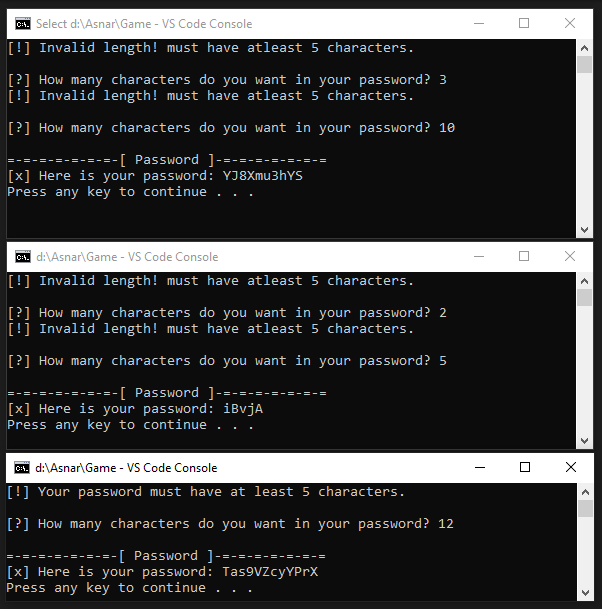 Select d:\Asnar\Game - VS Code Console
[!] Invalid length! must have atleast 5 characters.
[?] How many characters do you want in your password? 3
[!] Invalid length! must have atleast 5 characters.
[?] How many characters do you want in your password? 10
=-=-=-=-=-=-=-[ Password ]-=-=-=-=-=-=-=
[x] Here is your password: YJ8Xmu3hYS
Press any key to continue . . .
d:\Asnar\Game - VS Code Console
[!] Invalid length! must have atleast 5 characters.
[?] How many characters do you want in your password? 2
[!] Invalid length! must have atleast 5 characters.
[?] How many characters do you want in your password? 5
=-=-=-=-=-=-=-[ Password ]-=-=-=-=-=-=-=
[x] Here is your password: iBvjA
Press any key to continue . . .
d:\Asnar\Game - VS Code Console
[!] Your password must have at least 5 characters.
[?] How many characters do you want in your password? 12
=-=-=-=-=-=-=-[ Password ]-=-=-=-=-=-=-=
[x] Here is your password: Tas9VZcyYPrX
Press any key to continue . . .